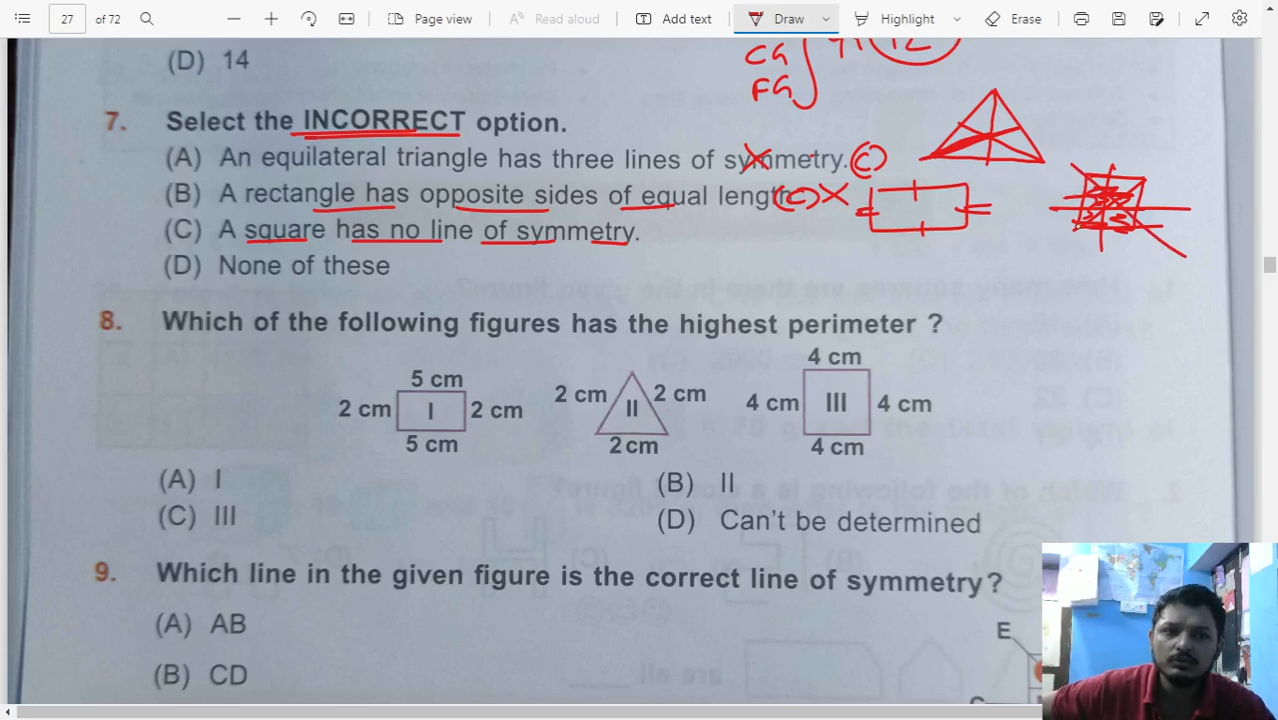 27 of 72 Page view Read aloud Add text Draw Highlight Erase
(D) 14
CG
FG
12
7. Select the INCORRECT option.
(A) An equilateral triangle has three lines of symmetry. (C)
(B) A rectangle has opposite sides of equal length. (C) X
(C) A square has no line of symmetry.
(D) None of these
8. Which of the following figures has the highest perimeter ?
5 cm
2 cm I 2 cm
5 cm
2 cm II 2 cm
2 cm
4 cm
4 cm III 4 cm
4 cm
(A) I
(B) II
(C) III
(D) Can't be determined
9. Which line in the given figure is the correct line of symmetry?
(A) AB
(B) CD
E